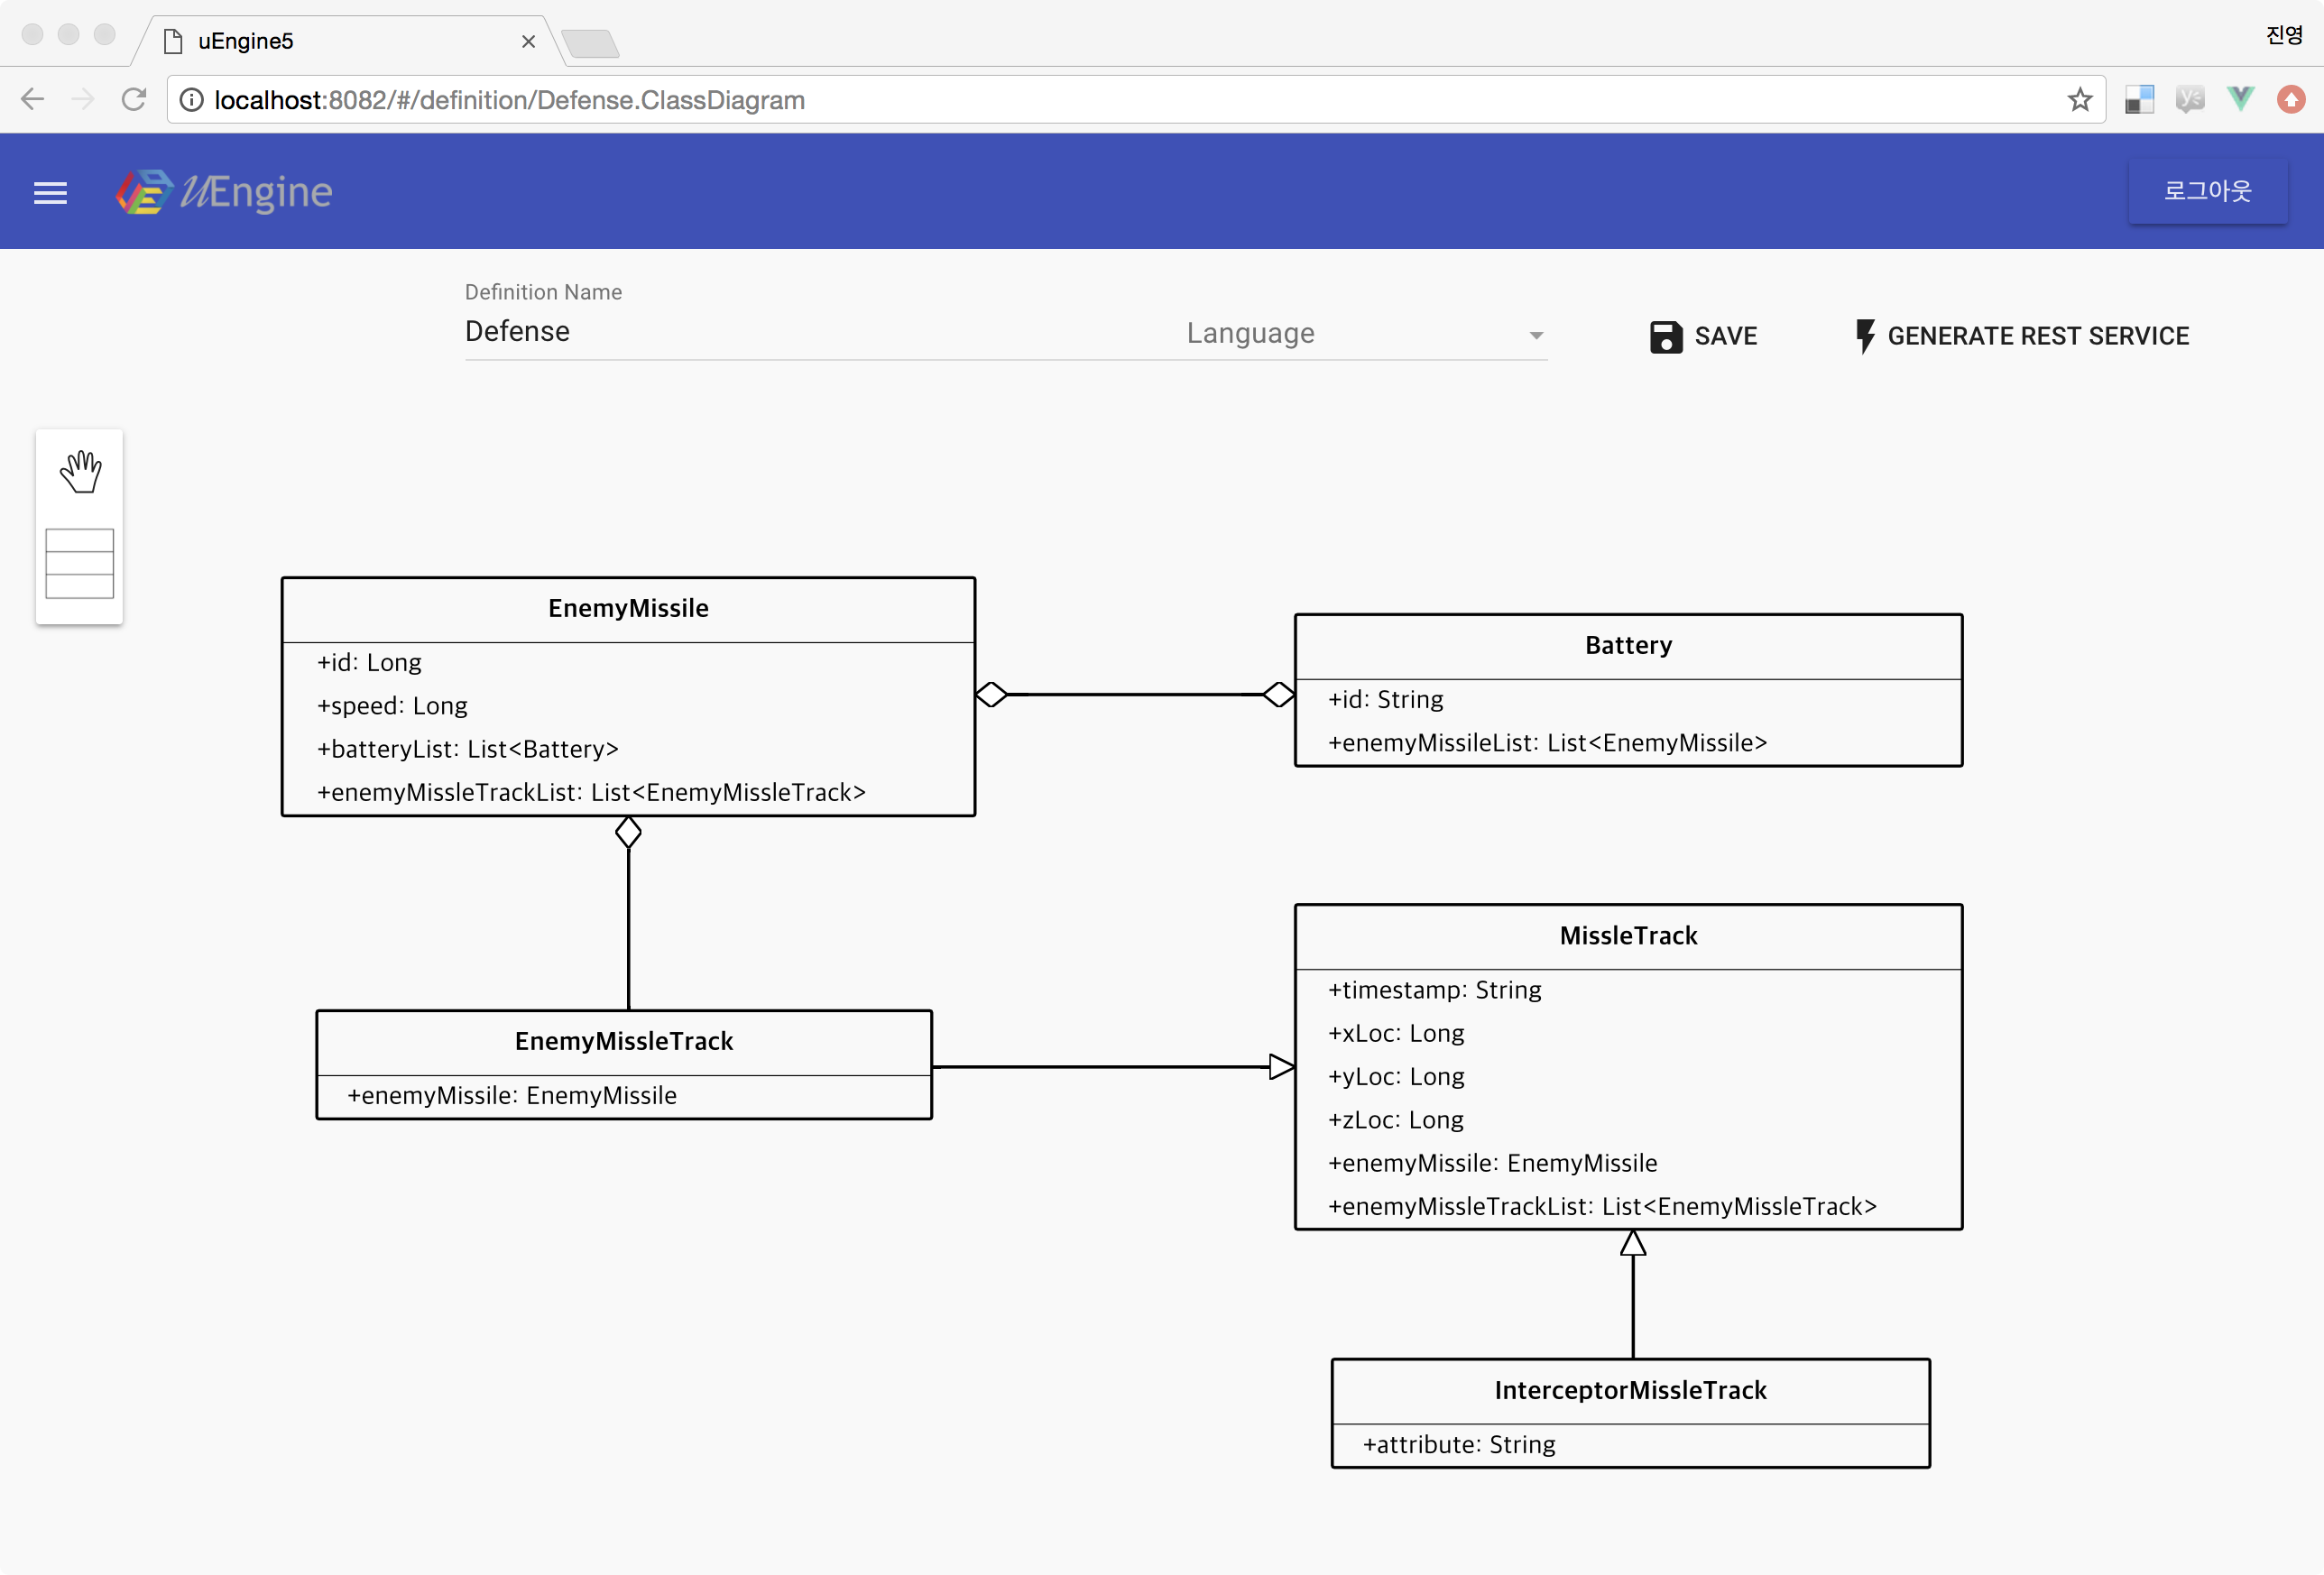 uEngine5
진영
localhost:8082/#/definition/Defense.ClassDiagram
uEngine
로그아웃
Definition Name
Defense
Language
SAVE
GENERATE REST SERVICE
EnemyMissile
+id: Long
+speed: Long
+batteryList: List<Battery>
+enemyMissleTrackList: List<EnemyMissleTrack>
Battery
+id: String
+enemyMissileList: List<EnemyMissile>
EnemyMissleTrack
+enemyMissile: EnemyMissile
MissleTrack
+timestamp: String
+xLoc: Long
+yLoc: Long
+zLoc: Long
+enemyMissile: EnemyMissile
+enemyMissleTrackList: List<EnemyMissleTrack>
InterceptorMissleTrack
+attribute: String